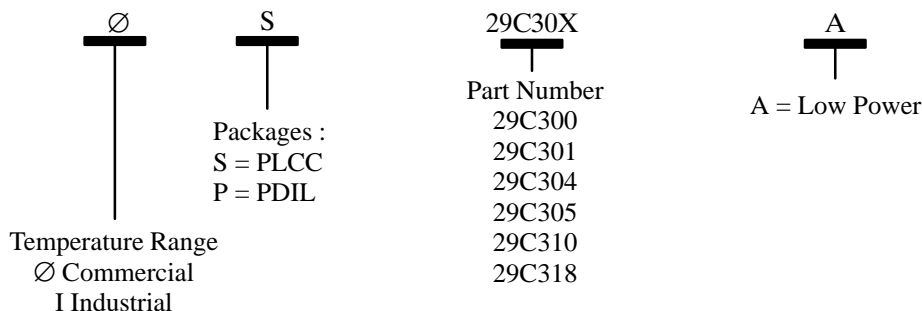 ∅ S 29C30X A
Part Number
29C300
29C301
29C304
29C305
29C310
29C318
A = Low Power
Packages :
S = PLCC
P = PDIL
Temperature Range
∅ Commercial
I Industrial